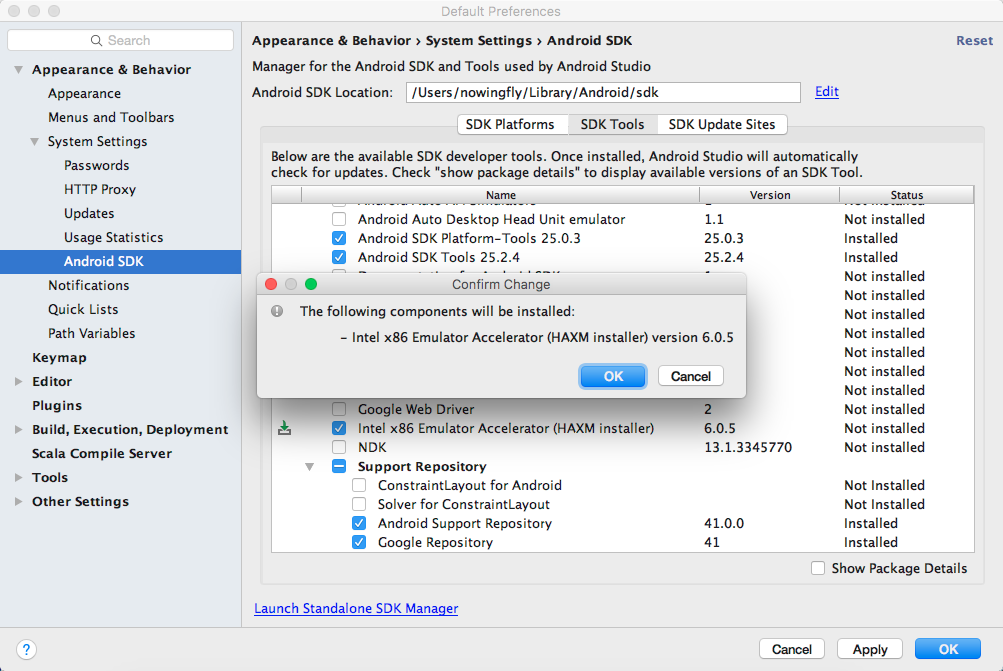 Default Preferences
Search
Appearance & Behavior
Appearance
Menus and Toolbars
System Settings
Passwords
HTTP Proxy
Updates
Usage Statistics
Android SDK
Notifications
Quick Lists
Path Variables
Keymap
Editor
Plugins
Build, Execution, Deployment
Scala Compile Server
Tools
Other Settings
Appearance & Behavior › System Settings › Android SDK
Reset
Manager for the Android SDK and Tools used by Android Studio
Android SDK Location: /Users/nowingfly/Library/Android/sdk Edit
SDK Platforms SDK Tools SDK Update Sites
Below are the available SDK developer tools. Once installed, Android Studio will automatically
check for updates. Check "show package details" to display available versions of an SDK Tool.
Name Version Status
Android Auto Desktop Head Unit emulator 1.1 Not installed
Android SDK Platform-Tools 25.0.3 25.0.3 Installed
Android SDK Tools 25.2.4 25.2.4 Installed
Not installed
Not installed
Not installed
Not installed
Not installed
Not installed
Not installed
Confirm Change
The following components will be installed:
- Intel x86 Emulator Accelerator (HAXM installer) version 6.0.5
OK Cancel
Google Web Driver 2 Not installed
Intel x86 Emulator Accelerator (HAXM installer) 6.0.5 Not installed
NDK 13.1.3345770 Not installed
Support Repository
ConstraintLayout for Android Not Installed
Solver for ConstraintLayout Not Installed
Android Support Repository 41.0.0 Installed
Google Repository 41 Installed
Show Package Details
Launch Standalone SDK Manager
? Cancel Apply OK